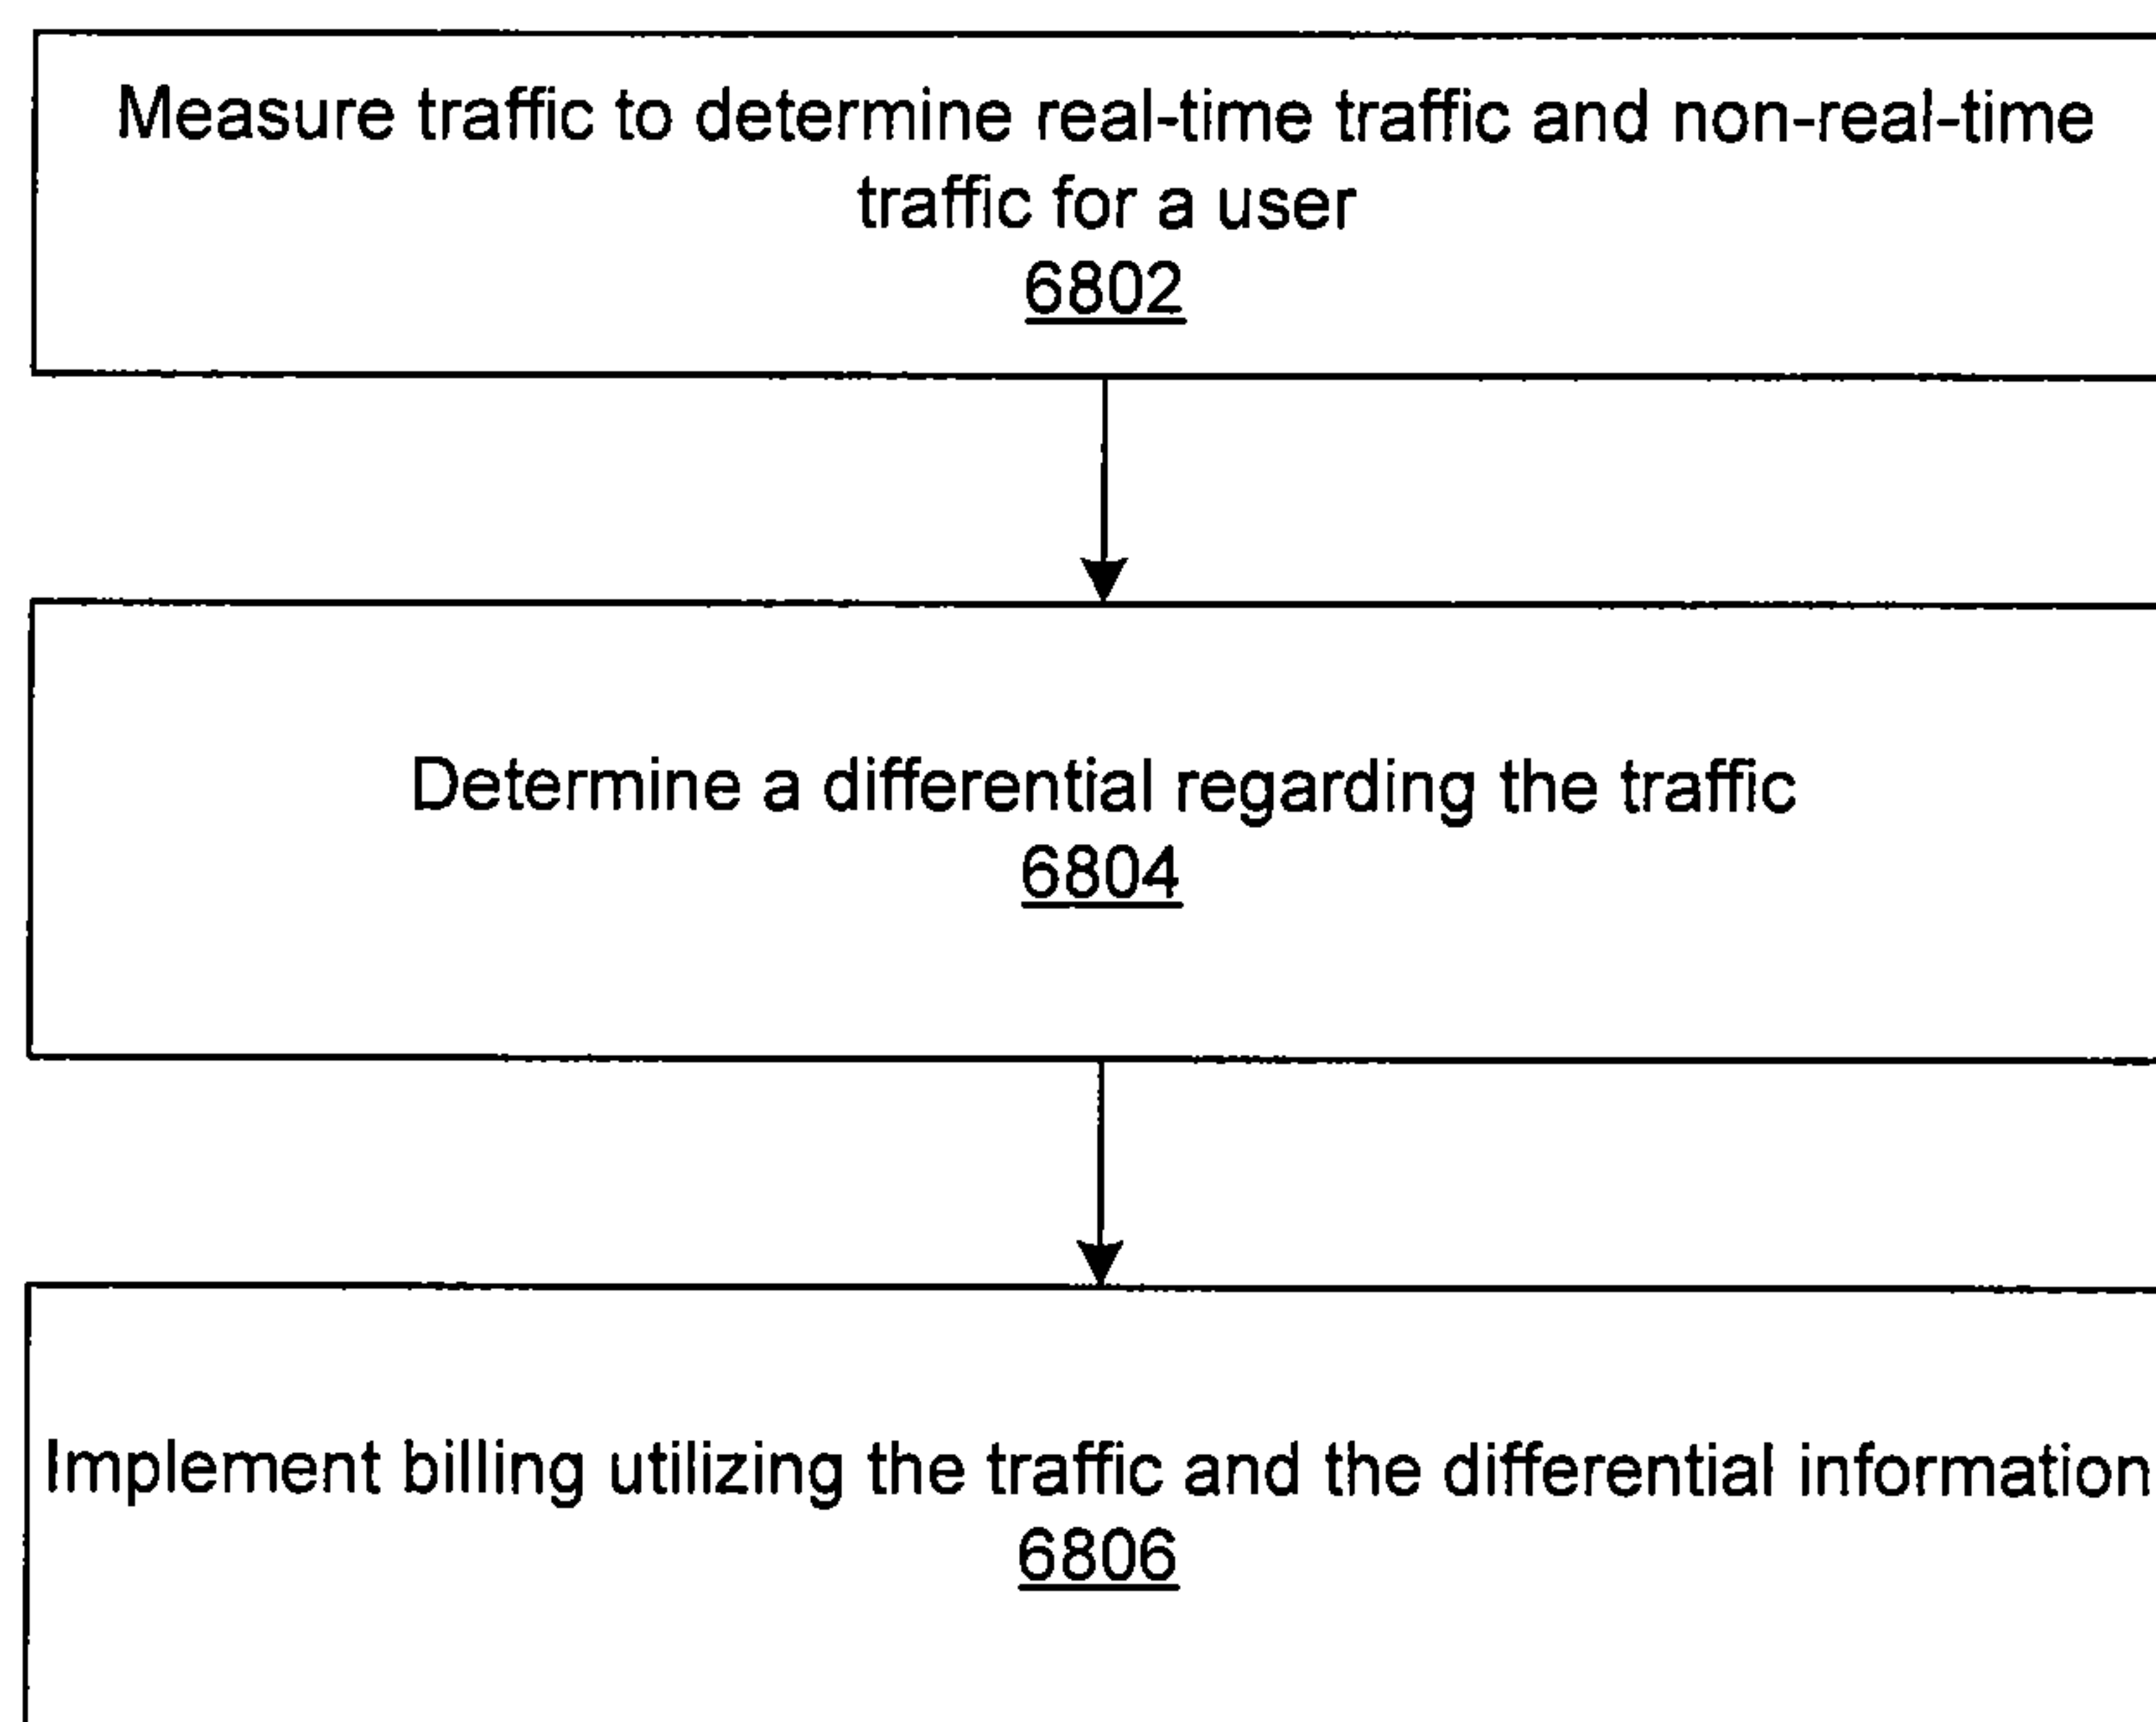 Measure traffic to determine real-time traffic and non-real-time
traffic for a user
6802
Determine a differential regarding the traffic
6804
Implement billing utilizing the traffic and the differential information
6806